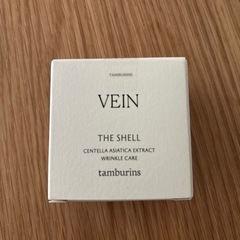 TAMBURINS
VEIN
THE SHELL
CENTELLA ASIATICA EXTRACT
WRINKLE CARE
tamburins